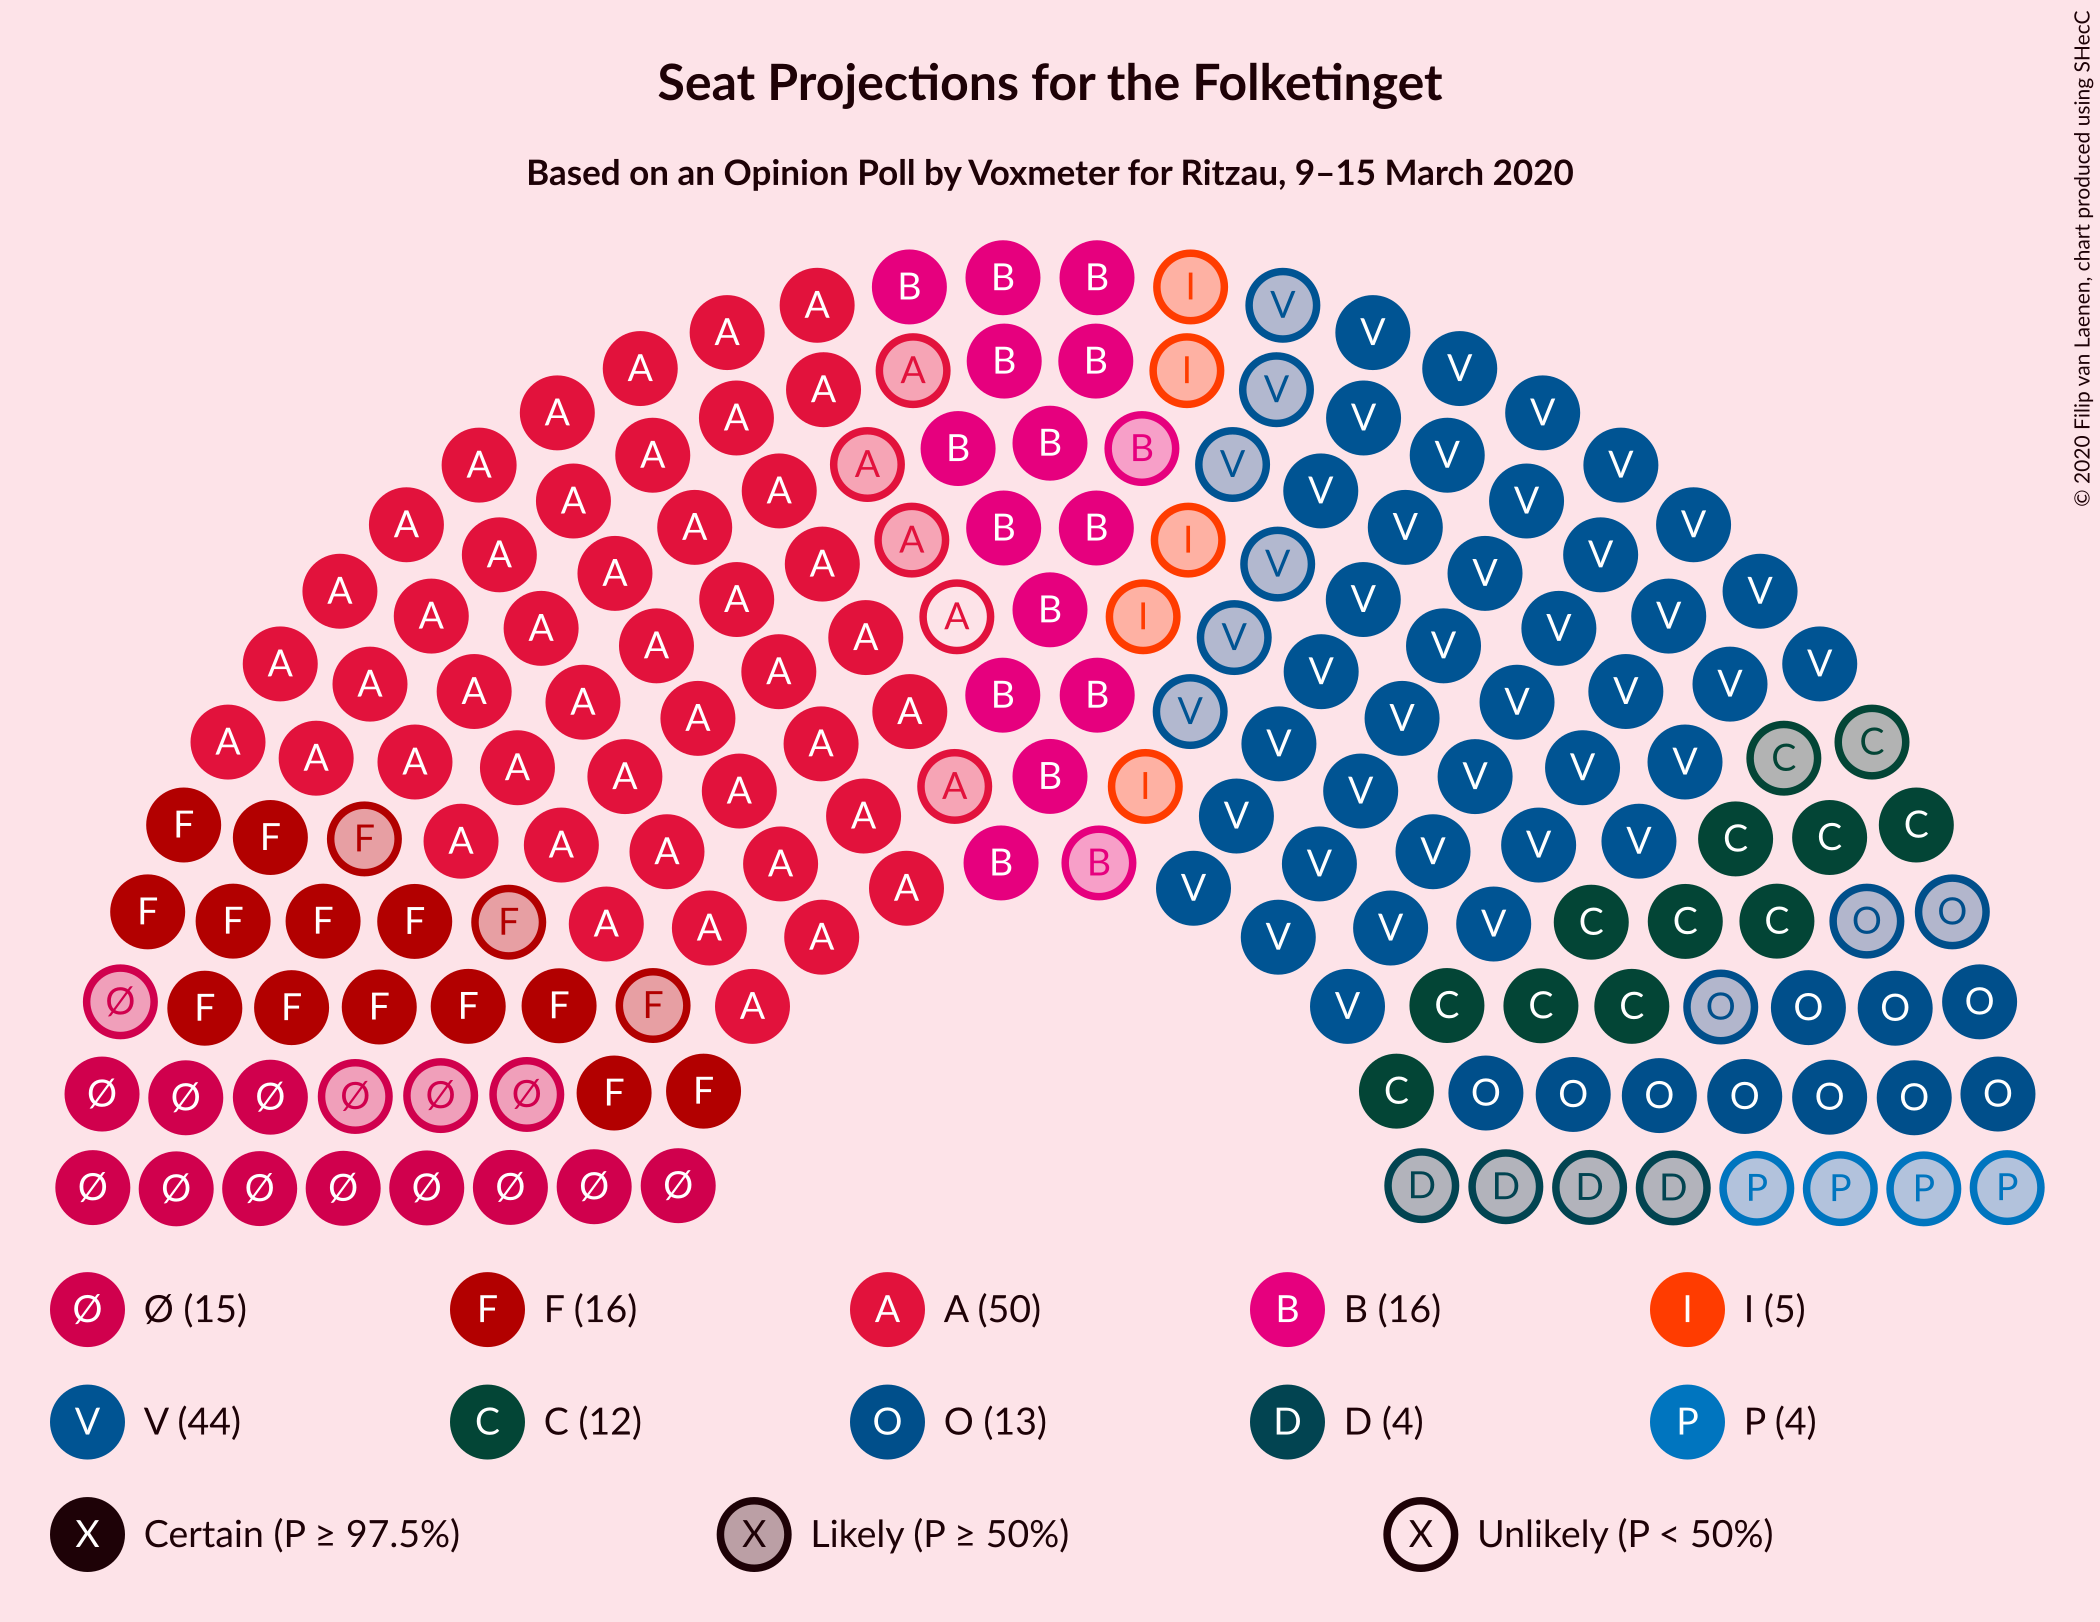 Seat Projections for the Folketinget
Based on an Opinion Poll by Voxmeter for Ritzau, 9–15 March 2020
© 2020 Filip van Laenen, chart produced using SHecC
B B B I V
A V
A V
A A B B I V V
A V
A A B B B V V V
A A V V
A A A A B B I V V V V
A A V V
A A A A A B I V V V V V
A A A A A B B V V V V V
A A A A A A V V V V V V
A A A A A A A B I V V V V V C C
F F F A A A A A B B V V V V V C C C
F F F F F A A A V V V C C C O O
Ø F F F F F F A V C C C O O O O
Ø Ø Ø Ø Ø Ø F F C O O O O O O O
Ø Ø Ø Ø Ø Ø Ø Ø D D D D P P P P
Ø Ø (15) F F (16) A A (50) B B (16) I I (5)
V V (44) C C (12) O O (13) D D (4) P P (4)
X Certain (P ≥ 97.5%) X Likely (P ≥ 50%) X Unlikely (P < 50%)